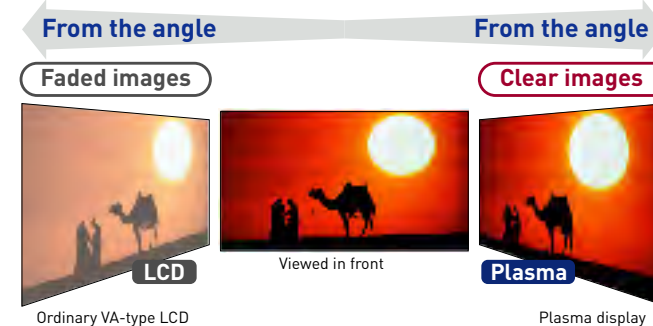 From the angle
From the angle
Faded images
Clear images
LCD
Viewed in front
Plasma
Ordinary VA-type LCD
Plasma display